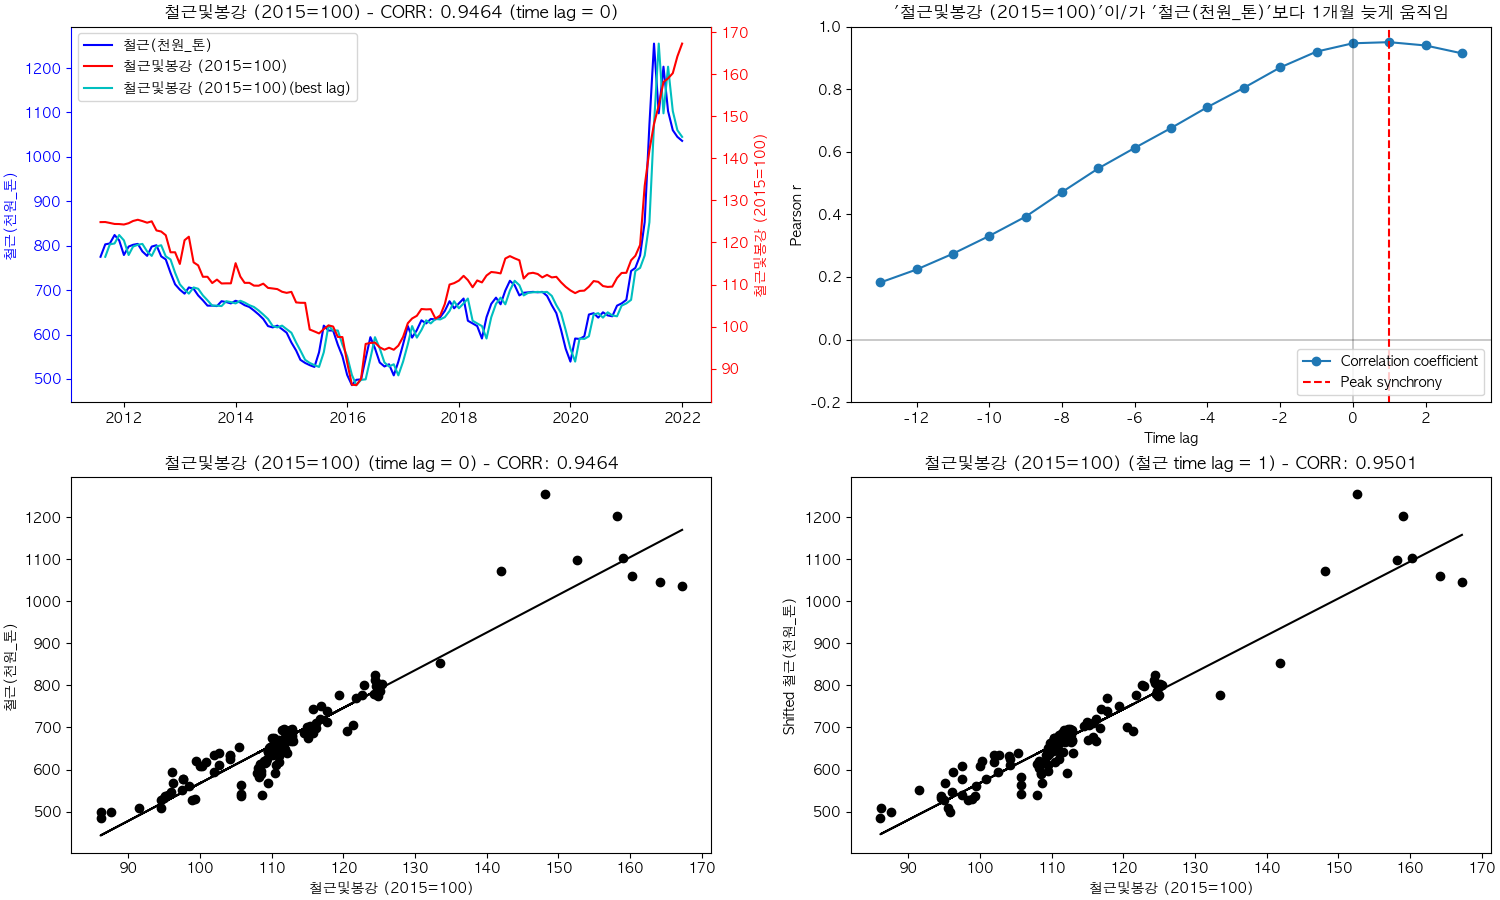 철근및봉강 (2015=100) - CORR: 0.9464 (time lag = 0)
철근(천원_톤)
철근및봉강 (2015=100)
철근및봉강 (2015=100)(best lag)
1200
1100
1000
900
800
700
600
500
철근(천원_톤)
170
160
150
140
130
120
110
100
90
철근및봉강 (2015=100)
2012 2014 2016 2018 2020 2022
'철근및봉강 (2015=100)'이/가 '철근(천원_톤)'보다 1개월 늦게 움직임
1.0
0.8
0.6
0.4
0.2
0.0
-0.2
Pearson r
Correlation coefficient
Peak synchrony
-12 -10 -8 -6 -4 -2 0 2
Time lag
철근및봉강 (2015=100) (time lag = 0) - CORR: 0.9464
1200
1100
1000
900
800
700
600
500
철근(천원_톤)
90 100 110 120 130 140 150 160 170
철근및봉강 (2015=100)
철근및봉강 (2015=100) (철근 time lag = 1) - CORR: 0.9501
1200
1100
1000
900
800
700
600
500
Shifted 철근(천원_톤)
90 100 110 120 130 140 150 160 170
철근및봉강 (2015=100)